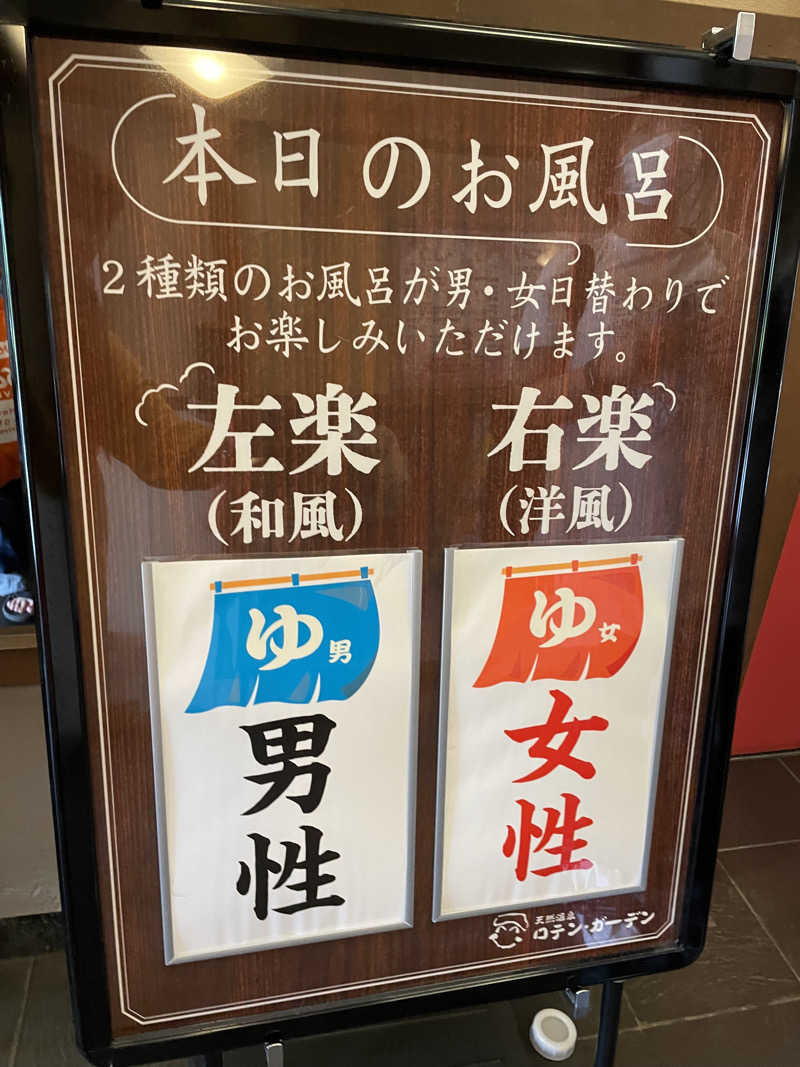 本日のお風呂
2種類のお風呂が男・女日替わりで
お楽しみいただけます。
左楽
(和風)
ゆ男
男性
右楽
(洋風)
ゆ女
女性
天然温泉
ロテン・ガーデン